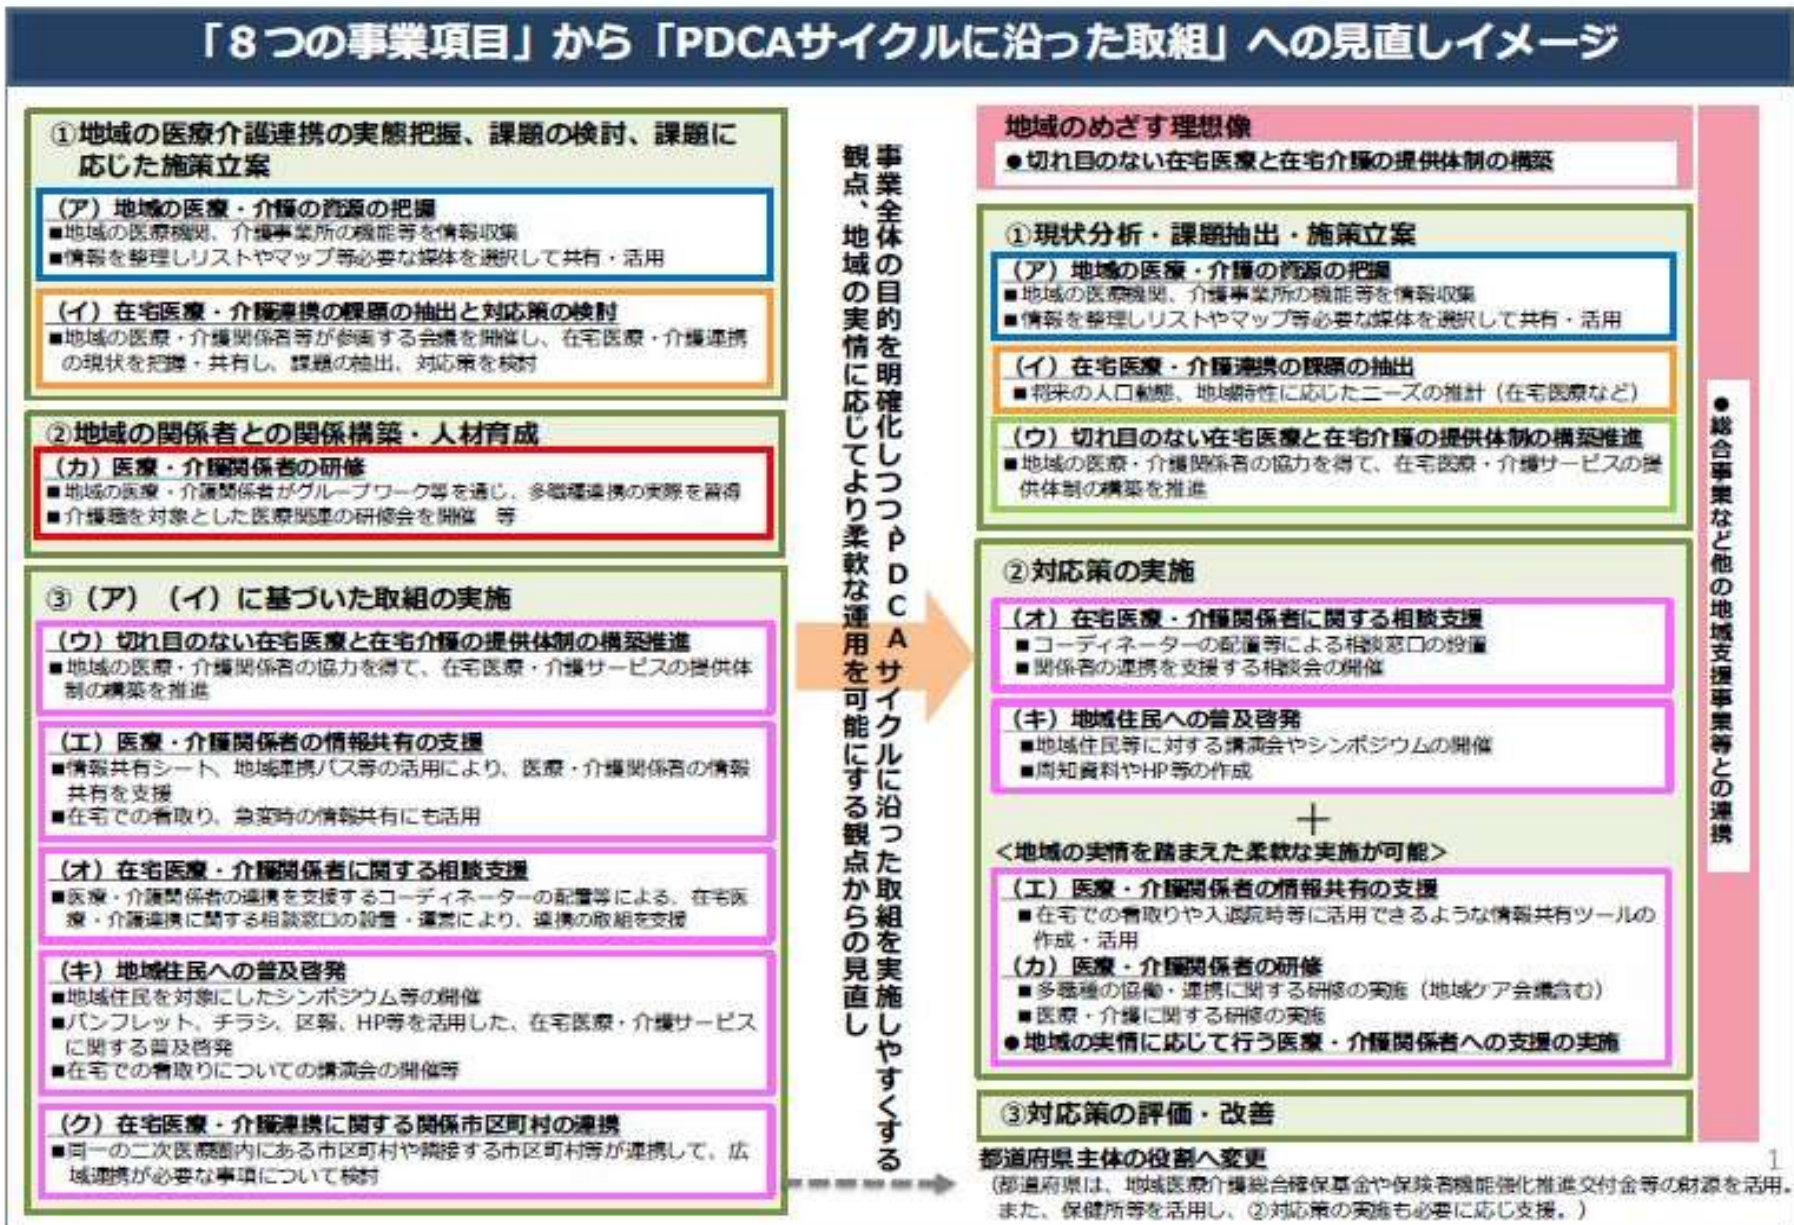 「８つの事業項目」から「PDCAサイクルに沿った取組」への見直しイメージ
①地域の医療介護連携の実態把握、課題の検討、課題に
応じた施策立案
（ア）地域の医療・介護の資源の把握
■地域の医療機関、介護事業所の機能等を情報収集
■情報を整理しリストやマップ等必要な媒体を選択して共有・活用
（イ）在宅医療・介護連携の課題の抽出と対応策の検討
■地域の医療・介護関係者等が参画する会議を開催し、在宅医療・介護連携
の現状を把握・共有し、課題の抽出、対応策を検討
②地域の関係者との関係構築・人材育成
（カ）医療・介護関係者の研修
■地域の医療・介護関係者がグループワーク等を通じ、多職種連携の実際を習得
■介護職を対象とした医療関連の研修会を開催　等
③（ア）（イ）に基づいた取組の実施
（ウ）切れ目のない在宅医療と在宅介護の提供体制の構築推進
■地域の医療・介護関係者の協力を得て、在宅医療・介護サービスの提供体
制の構築を推進
（エ）医療・介護関係者の情報共有の支援
■情報共有シート、地域連携パス等の活用により、医療・介護関係者の情報
共有を支援
■在宅での看取り、急変時の情報共有にも活用
（オ）在宅医療・介護関係者に関する相談支援
■医療・介護関係者の連携を支援するコーディネーターの配置等による、在宅医
療・介護連携に関する相談窓口の設置・運営により、連携の取組を支援
（キ）地域住民への普及啓発
■地域住民を対象にしたシンポジウム等の開催
■パンフレット、チラシ、区報、HP等を活用した、在宅医療・介護サービス
に関する普及啓発
■在宅での看取りについての講演会の開催等
（ク）在宅医療・介護連携に関する関係市区町村の連携
■同一の二次医療圏内にある市区町村や隣接する市区町村等が連携して、広
域連携が必要な事項について検討
事業全体の目的を明確化しつつ、PDCAサイクルに沿った取組を実施しやすくする
観点、地域の実情に応じてより柔軟な運用を可能にする観点からの見直し
地域のめざす理想像
●切れ目のない在宅医療と在宅介護の提供体制の構築
①現状分析・課題抽出・施策立案
（ア）地域の医療・介護の資源の把握
■地域の医療機関、介護事業所の機能等を情報収集
■情報を整理しリストやマップ等必要な媒体を選択して共有・活用
（イ）在宅医療・介護連携の課題の抽出
■将来の人口動態、地域特性に応じたニーズの推計（在宅医療など）
（ウ）切れ目のない在宅医療と在宅介護の提供体制の構築推進
■地域の医療・介護関係者の協力を得て、在宅医療・介護サービスの提
供体制の構築を推進
②対応策の実施
（オ）在宅医療・介護関係者に関する相談支援
■コーディネーターの配置等による相談窓口の設置
■関係者の連携を支援する相談会の開催
（キ）地域住民への普及啓発
■地域住民等に対する講演会やシンポジウムの開催
■周知資料やHP等の作成
＋
＜地域の実情を踏まえた柔軟な実施が可能＞
（エ）医療・介護関係者の情報共有の支援
■在宅での看取りや入退院時等に活用できるような情報共有ツールの
作成・活用
（カ）医療・介護関係者の研修
■多職種の協働・連携に関する研修の実施（地域ケア会議含む）
■医療・介護に関する研修の実施
●地域の実情に応じて行う医療・介護関係者への支援の実施
③対応策の評価・改善
●総合事業など他の地域支援事業等との連携
都道府県主体の役割へ変更
（都道府県は、地域医療介護総合確保基金や保険者機能強化推進交付金等の財源を活用。
また、保健所等を活用し、②対応策の実施も必要に応じ支援。）
1